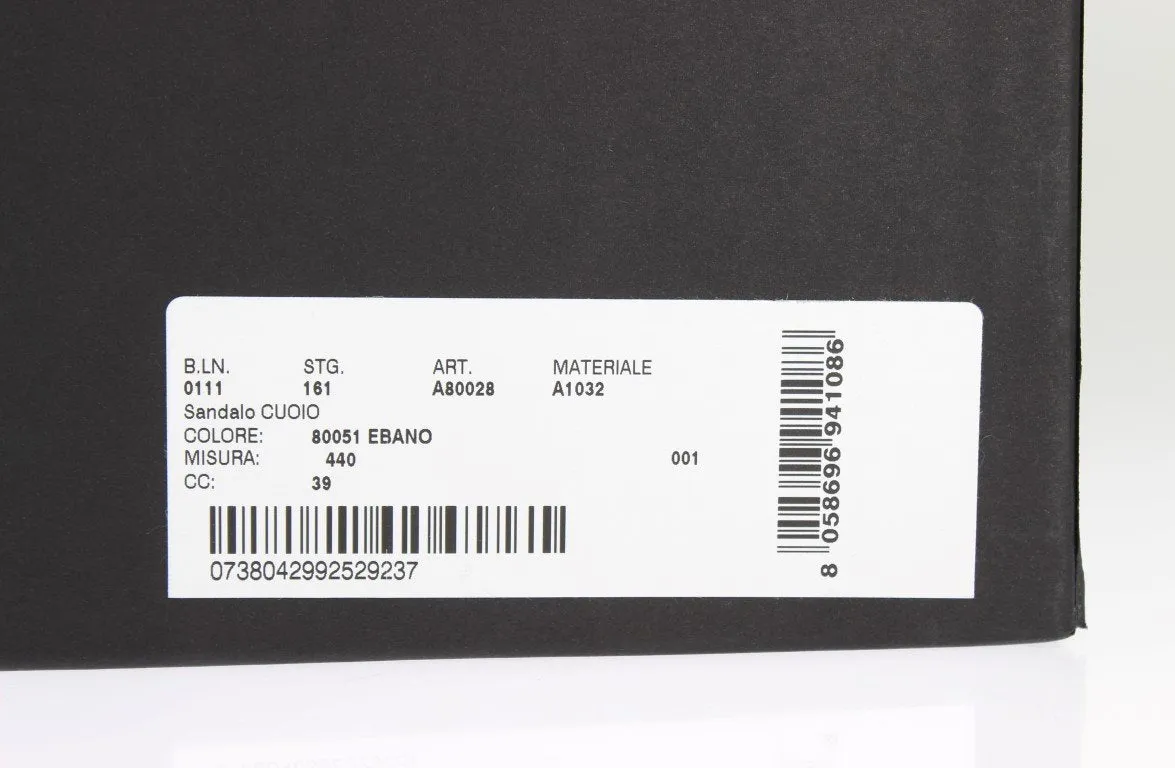 B.LN. STG. ART. MATERIALE
0111 161 A80028 A1032
Sandalo CUOIO
COLORE: 80051 EBANO
MISURA: 440 001
CC: 39
0738042992529237
8 058696 941086